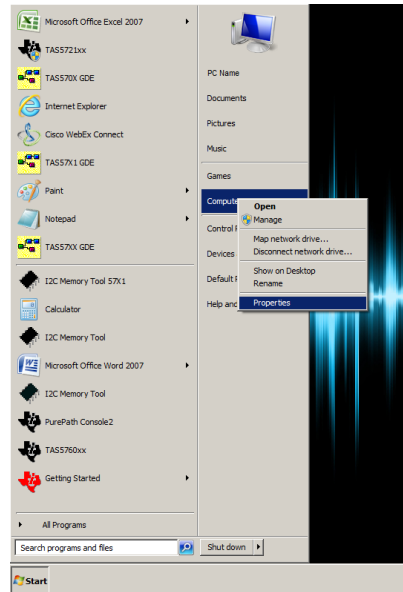 Microsoft Office Excel 2007
TAS5721xx
TAS570X GDE
Internet Explorer
Cisco WebEx Connect
TAS57X1 GDE
Paint
Notepad
TAS57XX GDE
I2C Memory Tool 57X1
Calculator
I2C Memory Tool
Microsoft Office Word 2007
I2C Memory Tool
PurePath Console2
TAS5760xx
Getting Started
All Programs
Search programs and files
PC Name
Documents
Pictures
Music
Games
Compute
Control
Devices
Default
Help and
Shut down
Open
Manage
Map network drive...
Disconnect network drive...
Show on Desktop
Rename
Properties
Start